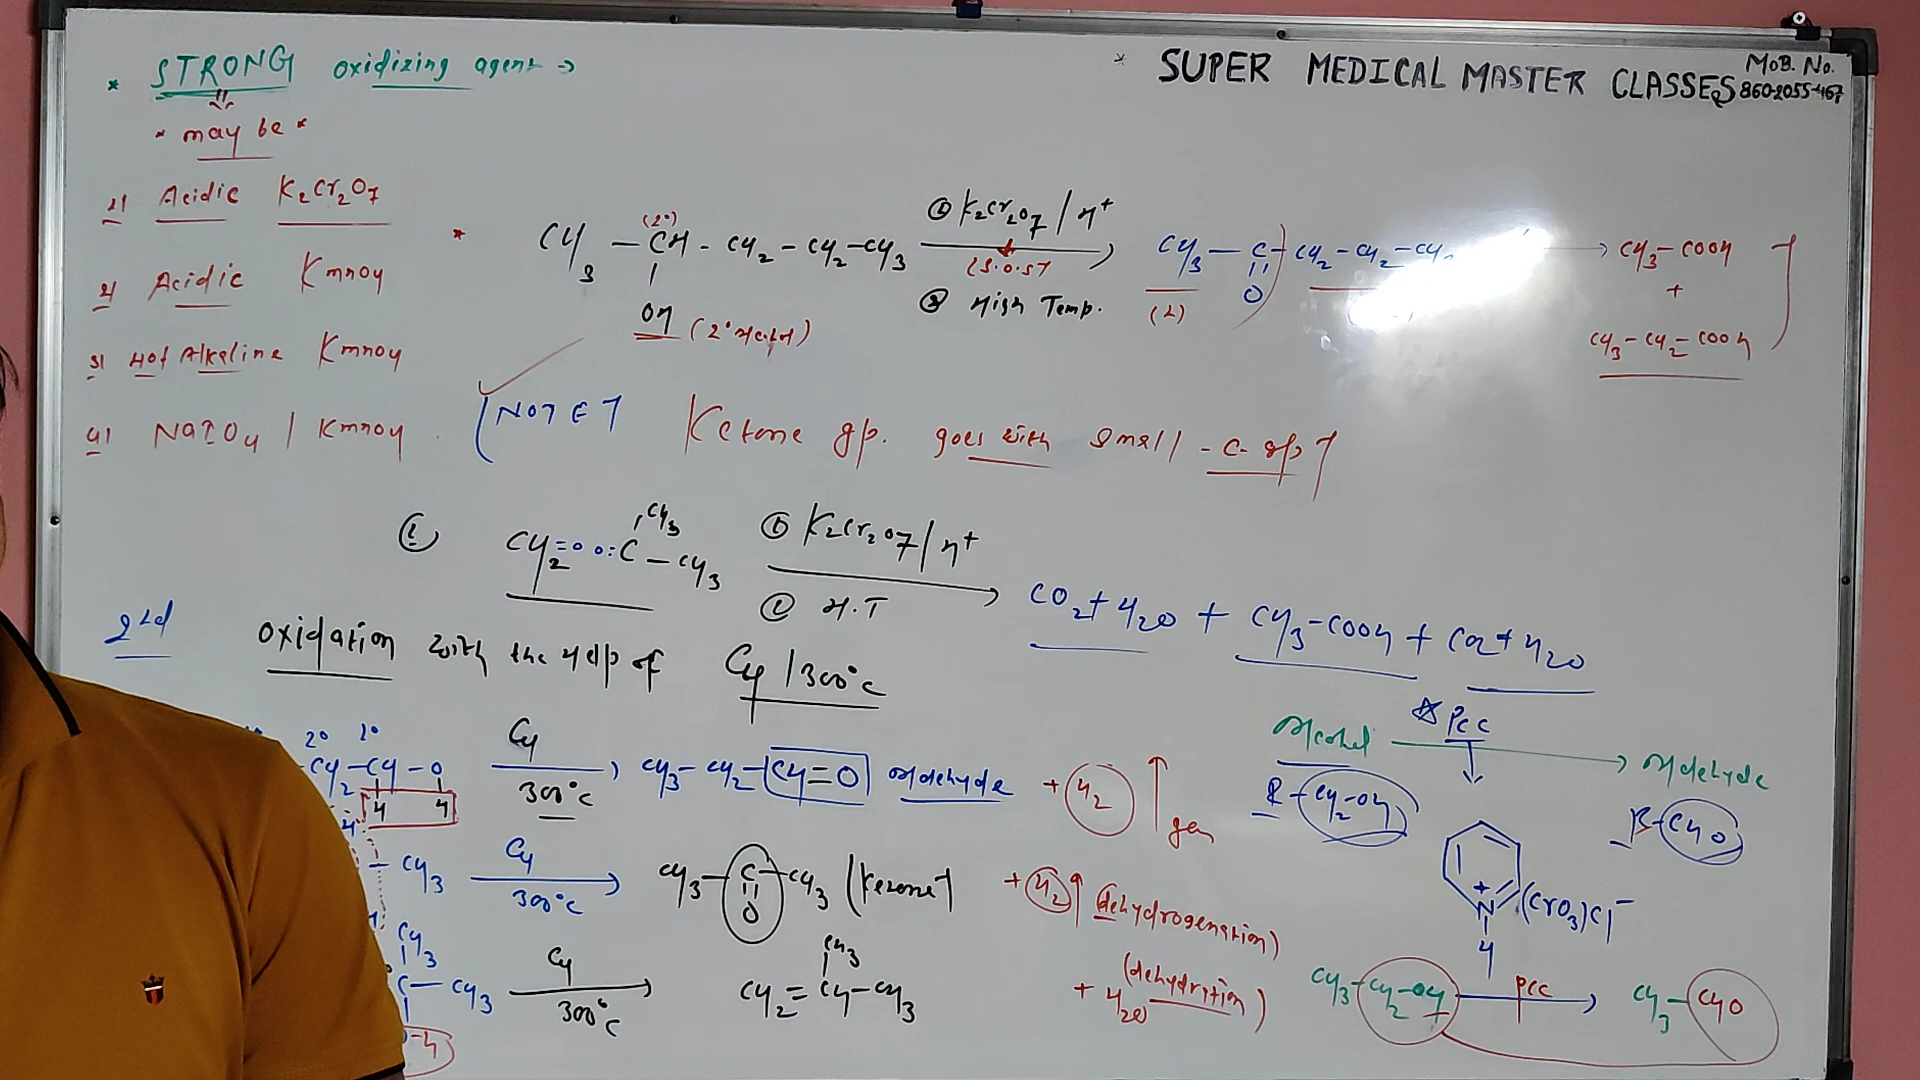 * STRONG oxidizing agent ⇒
* SUPER MEDICAL MASTER CLASSES
MOB. No.
860-2055-467
* may be *
1) Acidic K2Cr2O7
2) Acidic KMnO4
3) Hot Alkaline KMnO4
4) NaIO4 / KMnO4
* CH3 - CH - CH2 - CH2 - CH3
(2°)
OH (2° Alcohol)
① K2Cr2O7 / H+
(S.O.S)
② High Temp.
CH3 - C - CH2 - CH2 -
O
CH3 - COOH
+
CH3 - CH2 - COOH
(NOTE) Ketone gp. goes with small - C - gp)
CH2 = O O = C - CH3
CH3
① K2Cr2O7 / H+
② H.T
CO2 + H2O + CH3 - COOH + CO2 + H2O
2nd oxidation with the help of Cu / 300°C
2° 1°
CH2 - CH - O
H H
Cu
300°C
CH3 - CH2 - CH = O Aldehyde + H2 ↑ gas
- CH3
Cu
300°C
CH3 - C - CH3 (Ketone)
O
+ H2 ↑ (dehydrogenation)
CH3
C - CH3
Cu
300°C
CH3
CH2 = CH - CH3
+ H2O (dehydration)
Alcohol PCC → Aldehyde
R - CH2 - OH
R - CHO
N
+
H
(CrO3)Cl-
CH3 - CH2 - OH PCC → CH3 - CHO